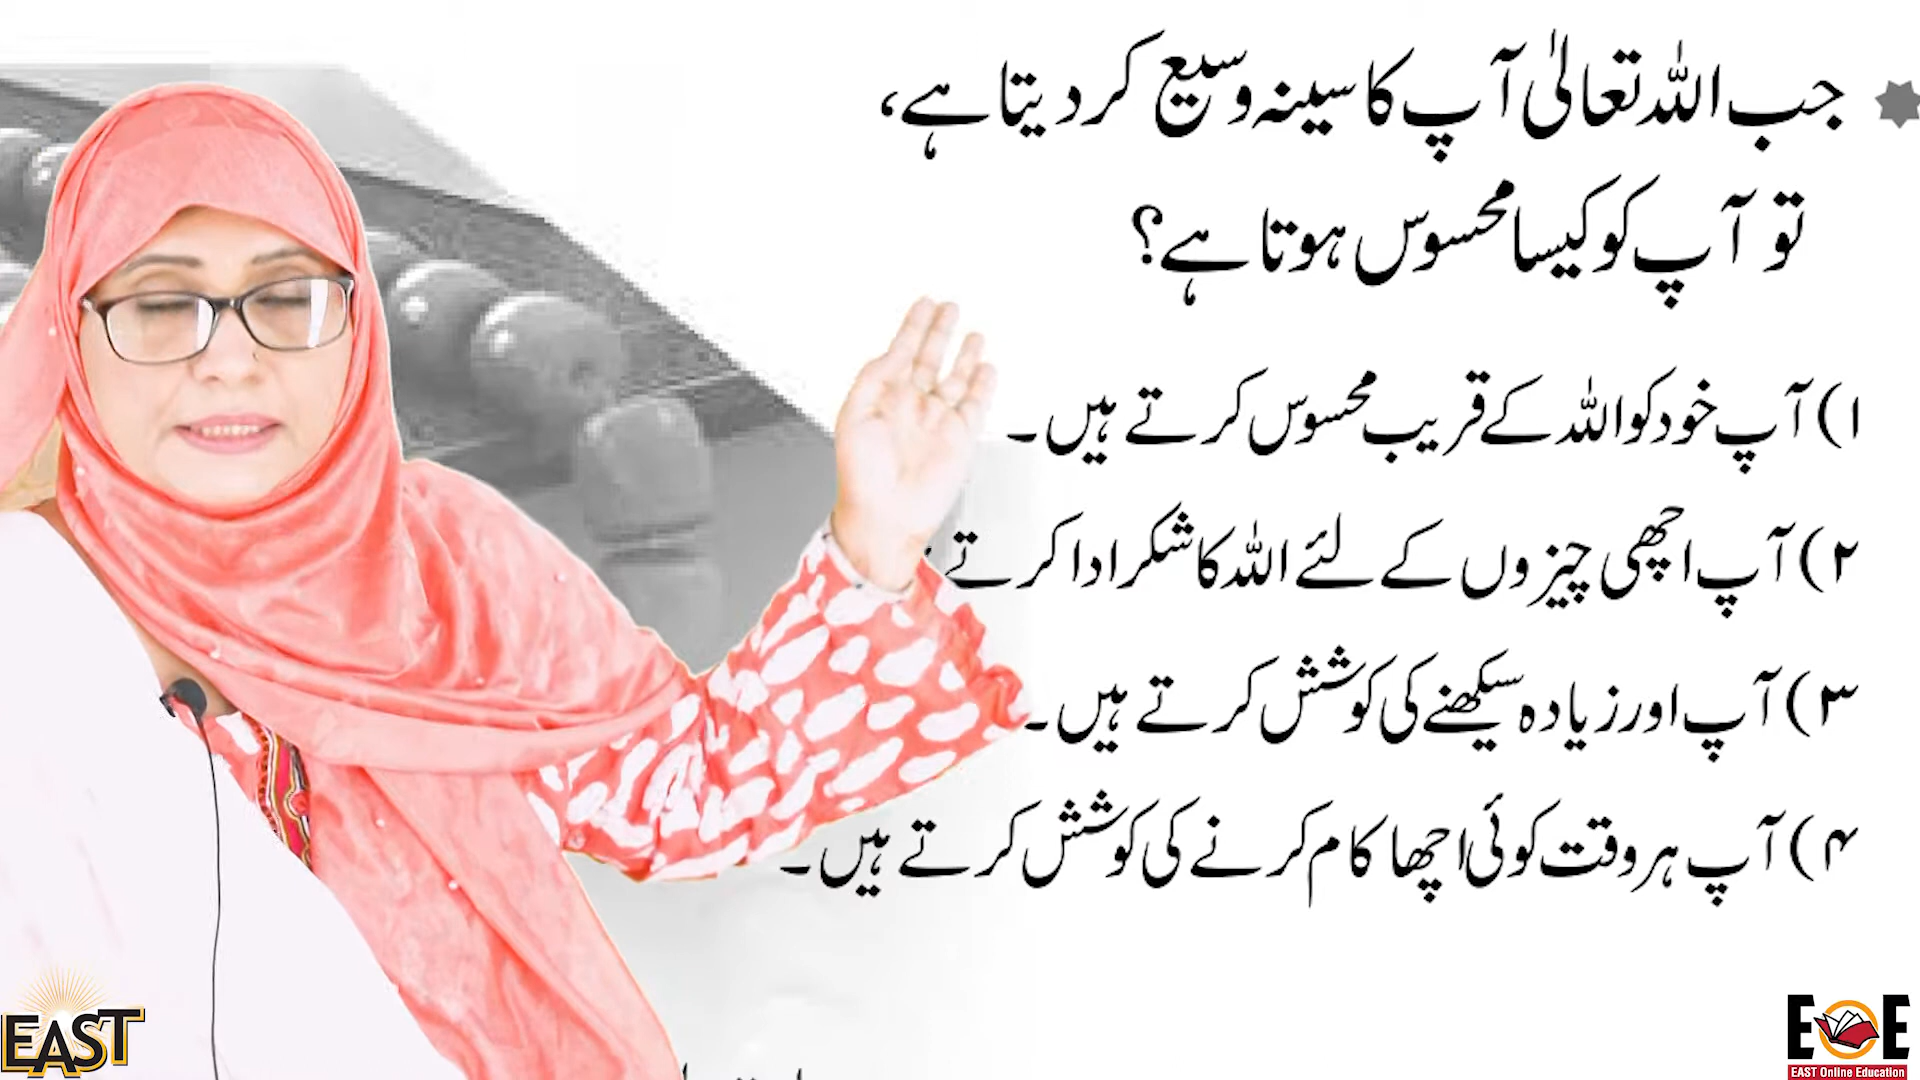 جب اللہ تعالیٰ آپ کا سینہ وسیع کر دیتا ہے،
تو آپ کو کیسا محسوس ہوتا ہے؟
۱) آپ خود کو اللہ کے قریب محسوس کرتے ہیں۔
۲) آپ اچھی چیزوں کے لئے اللہ کا شکر ادا کرتے
۳) آپ اور زیادہ سیکھنے کی کوشش کرتے ہیں۔
۴) آپ ہر وقت کوئی اچھا کام کرنے کی کوشش کرتے ہیں۔
EAST
EOE
EAST Online Education